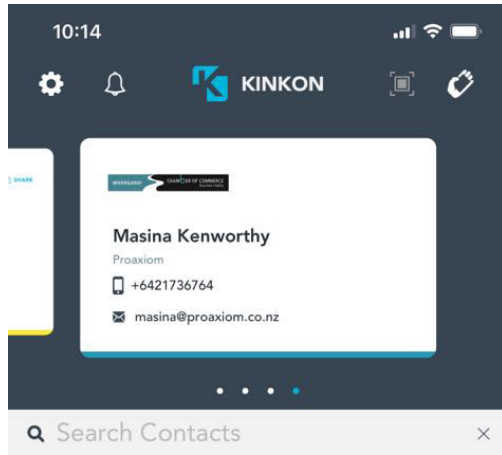 10:14
KINKON
SHARE
CHAMBER OF COMMERCE
Masina Kenworthy
Proaxiom
+6421736764
masina@proaxiom.co.nz
Search Contacts